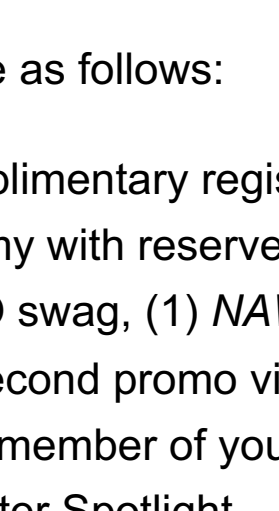 e as follows:
plimentary regis
ny with reserve
swag, (1) NAV
econd promo vi
member of you
ter Spotlight